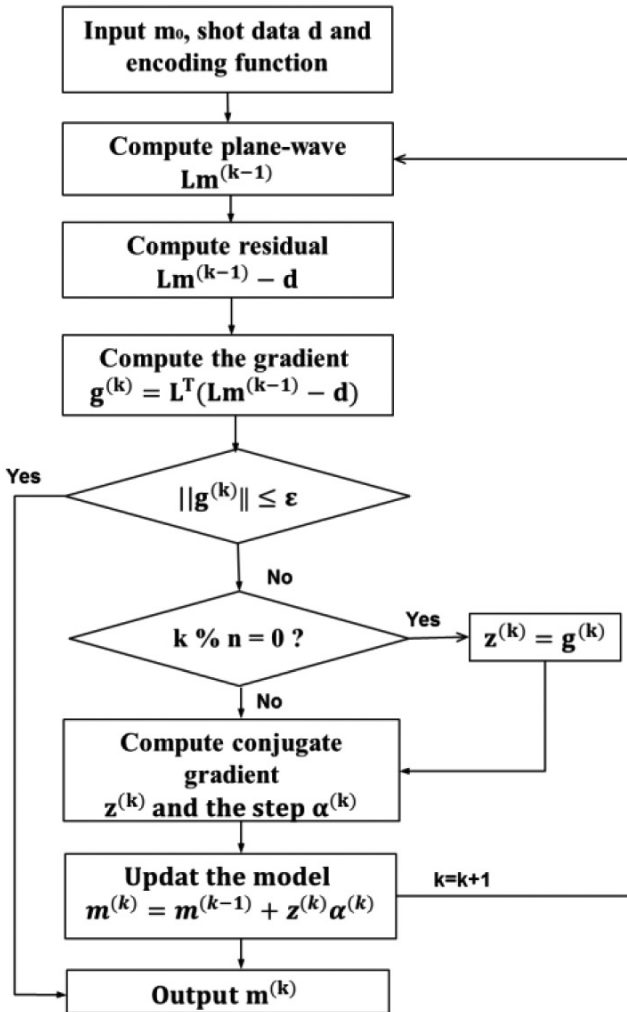 Input m₀, shot data d and
encoding function
Compute plane-wave
Lm⁽ᵏ⁻¹⁾
Compute residual
Lm⁽ᵏ⁻¹⁾ − d
Compute the gradient
g⁽ᵏ⁾ = Lᵀ(Lm⁽ᵏ⁻¹⁾ − d)
Yes
||g⁽ᵏ⁾‖ ≤ ε
No
k % n = 0 ?
Yes
z⁽ᵏ⁾ = g⁽ᵏ⁾
No
Compute conjugate
gradient
z⁽ᵏ⁾ and the step α⁽ᵏ⁾
Updat the model
m⁽ᵏ⁾ = m⁽ᵏ⁻¹⁾ + z⁽ᵏ⁾α⁽ᵏ⁾
k=k+1
Output m⁽ᵏ⁾